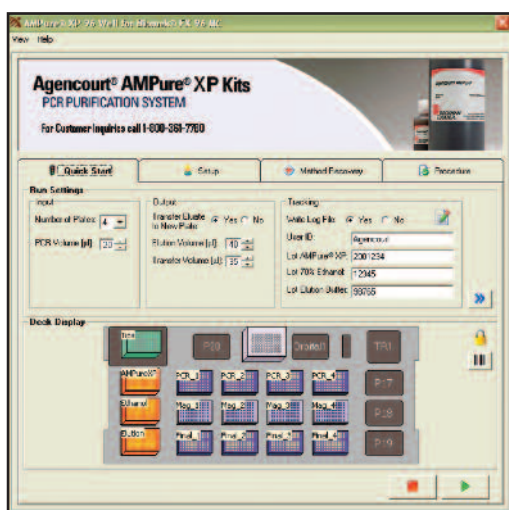 AMPure XP 96 Well for Biomek® FX 96 MC
View Help
Agencourt® AMPure® XP Kits
PCR PURIFICATION SYSTEM
For Customer Inquiries call 1-800-361-7780
Quick Start Setup Method Recovery Procedure
Run Settings
Input Output Tracking
Number of Plates: 4
Transfer Eluate to New Plate Yes No
Write Log File: Yes No
PCR Volume [µl]:
Elution Volume [µl]: 40
User ID: Agencourt
Transfer Volume [µl]: 35
Lot AMPure® XP: 2001234
Lot 70% Ethanol: 12345
Lot Elution Buffer: 98765
Deck Display
Tips P20 Orbital1 TR1
AMPureXP PCR_1 PCR_2 PCR_3 PCR_4 P17
Ethanol Mag_1 Mag_2 Mag_3 Mag_4 P18
Elution Final_1 Final_2 Final_3 Final_4 P19